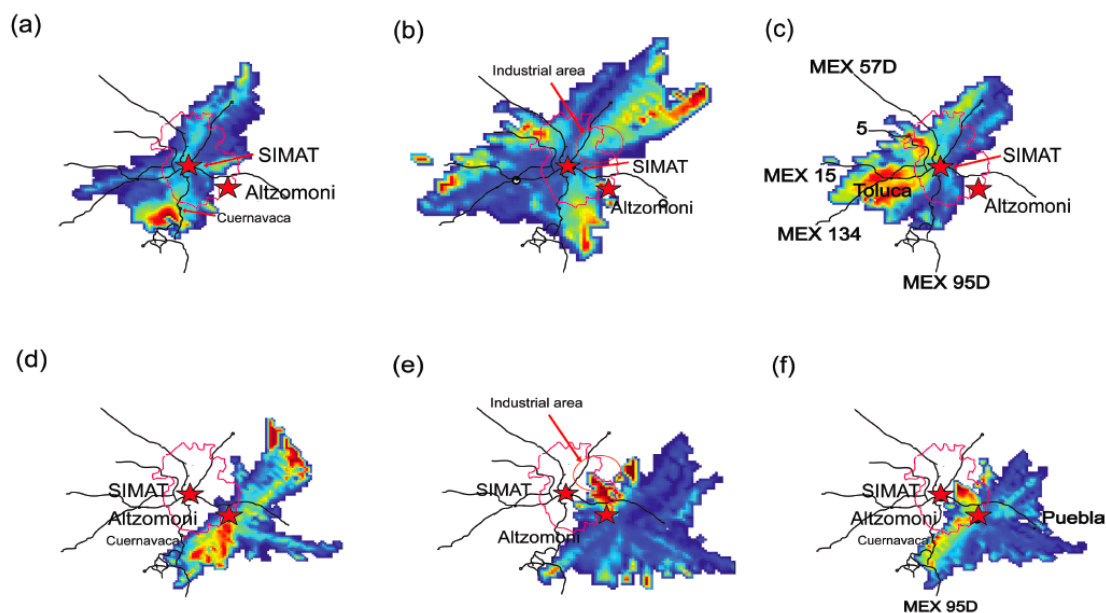 (a)
SIMAT
Altzomoni
Cuernavaca
(b)
Industrial area
SIMAT
Altzomoni
(c)
MEX 57D
5
SIMAT
MEX 15
Toluca
Altzomoni
MEX 134
MEX 95D
(d)
SIMAT
Altzomoni
Cuernavaca
(e)
Industrial area
SIMAT
Altzomoni
(f)
SIMAT
Altzomoni
Puebla
Cuernavaca
MEX 95D